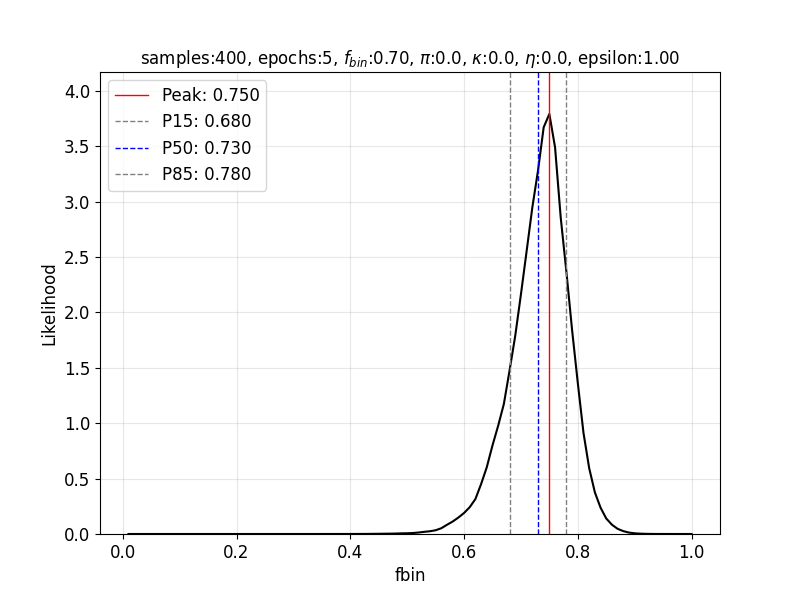 samples:400, epochs:5, f_bin:0.70, π:0.0, κ:0.0, η:0.0, epsilon:1.00
Peak: 0.750
P15: 0.680
P50: 0.730
P85: 0.780
4.0
3.5
3.0
2.5
2.0
1.5
1.0
0.5
0.0
Likelihood
0.0 0.2 0.4 0.6 0.8 1.0
fbin